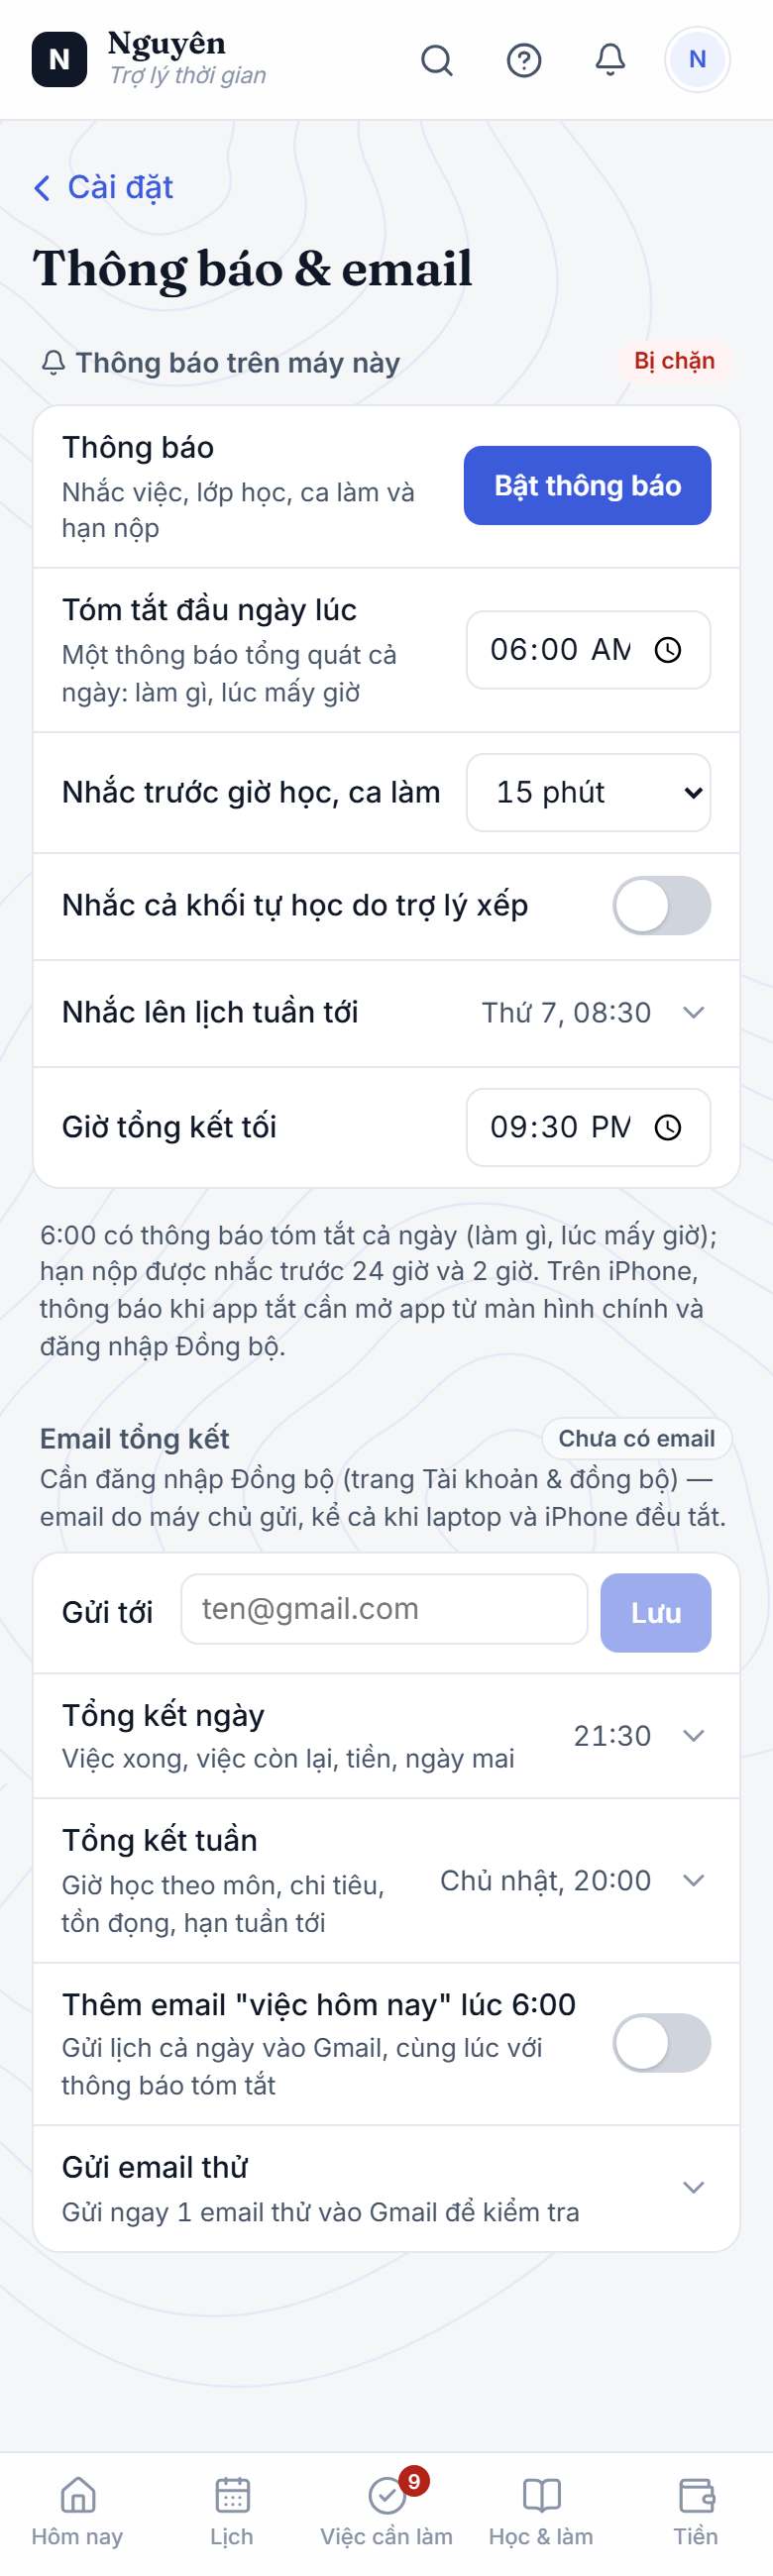 N
Nguyên
Trợ lý thời gian
N
Cài đặt
Thông báo & email
Thông báo trên máy này
Bị chặn
Thông báo
Nhắc việc, lớp học, ca làm và
hạn nộp
Bật thông báo
Tóm tắt đầu ngày lúc
Một thông báo tổng quát cả
ngày: làm gì, lúc mấy giờ
06:00 AM
Nhắc trước giờ học, ca làm
15 phút
Nhắc cả khối tự học do trợ lý xếp
Nhắc lên lịch tuần tới
Thứ 7, 08:30
Giờ tổng kết tối
09:30 PM
6:00 có thông báo tóm tắt cả ngày (làm gì, lúc mấy giờ);
hạn nộp được nhắc trước 24 giờ và 2 giờ. Trên iPhone,
thông báo khi app tắt cần mở app từ màn hình chính và
đăng nhập Đồng bộ.
Email tổng kết
Chưa có email
Cần đăng nhập Đồng bộ (trang Tài khoản & đồng bộ) —
email do máy chủ gửi, kể cả khi laptop và iPhone đều tắt.
Gửi tới
ten@gmail.com
Lưu
Tổng kết ngày
Việc xong, việc còn lại, tiền, ngày mai
21:30
Tổng kết tuần
Giờ học theo môn, chi tiêu,
tồn đọng, hạn tuần tới
Chủ nhật, 20:00
Thêm email "việc hôm nay" lúc 6:00
Gửi lịch cả ngày vào Gmail, cùng lúc với
thông báo tóm tắt
Gửi email thử
Gửi ngay 1 email thử vào Gmail để kiểm tra
9
Hôm nay
Lịch
Việc cần làm
Học & làm
Tiền